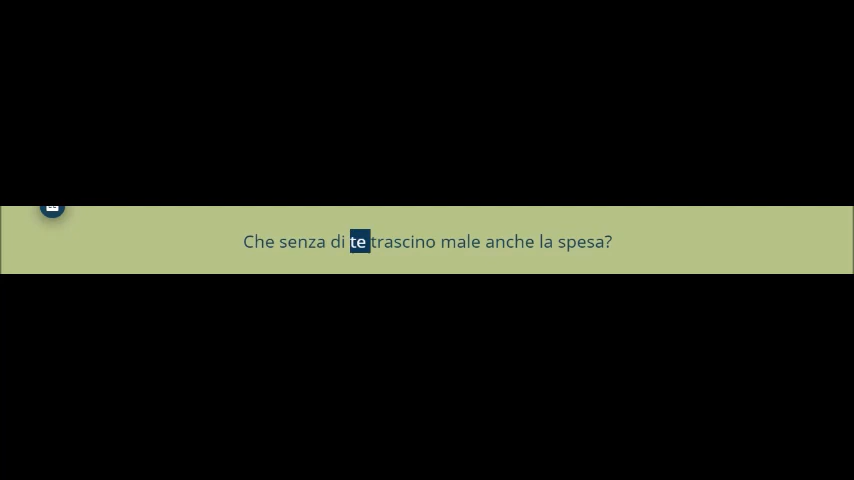 Che senza di te trascino male anche la spesa?